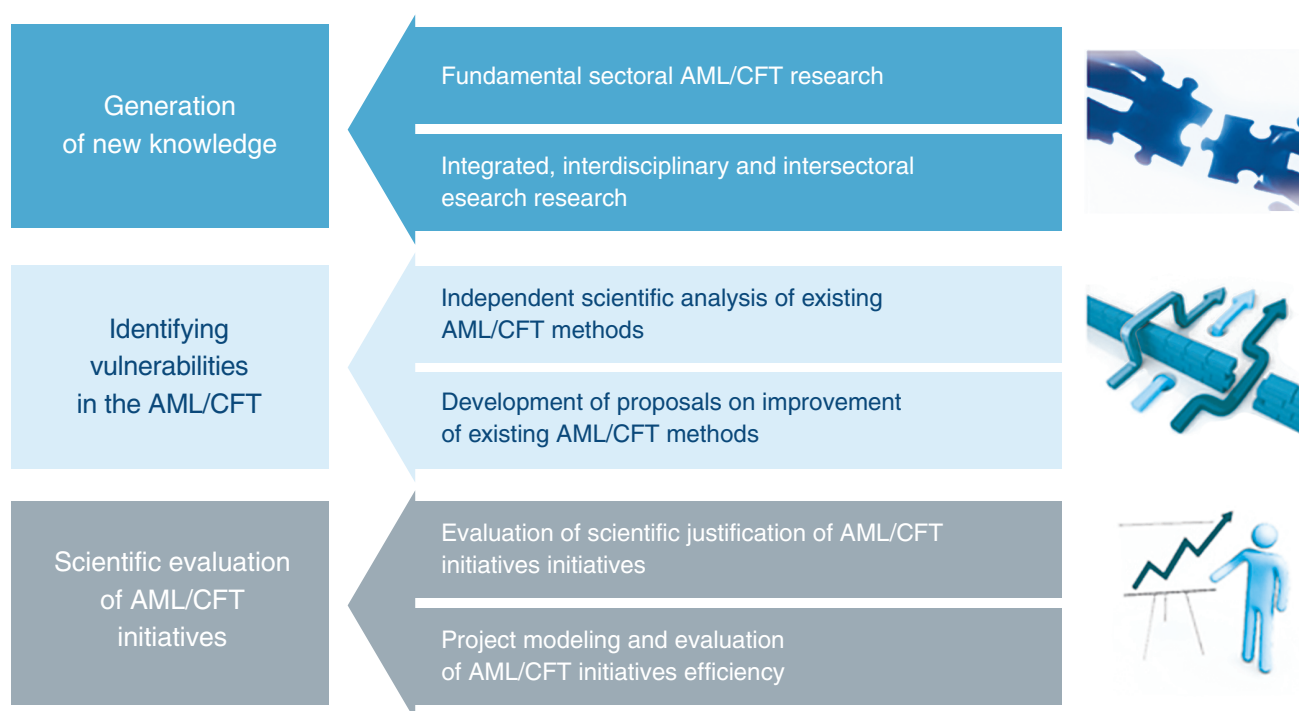 Generation
of new knowledge
Fundamental sectoral AML/CFT research
Integrated, interdisciplinary and intersectoral
esearch research
Identifying
vulnerabilities
in the AML/CFT
Independent scientific analysis of existing
AML/CFT methods
Development of proposals on improvement
of existing AML/CFT methods
Scientific evaluation
of AML/CFT
initiatives
Evaluation of scientific justification of AML/CFT
initiatives initiatives
Project modeling and evaluation
of AML/CFT initiatives efficiency